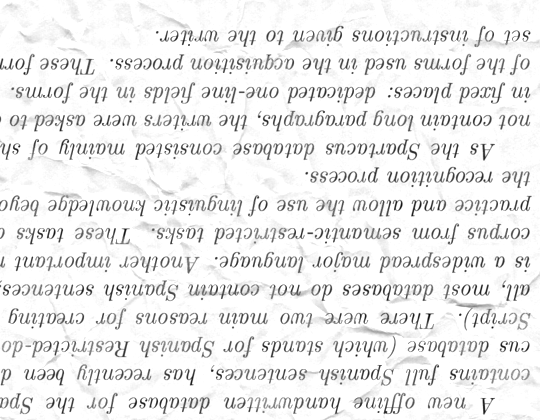 A new offline handwritten database for the Spa
contains full Spanish sentences, has recently been d
cus database (which stands for Spanish Restricted-do
Script). There were two main reasons for creating
all, most databases do not contain Spanish sentences,
is a widespread major language. Another important
corpus from semantic-restricted tasks. These tasks
practice and allow the use of linguistic knowledge beyo
the recognition process.
As the Spartacus database consisted mainly of sh
not contain long paragraphs, the writers were asked to
in fixed places: dedicated one-line fields in the forms.
of the forms used in the acquisition process. These form
set of instructions given to the writer.